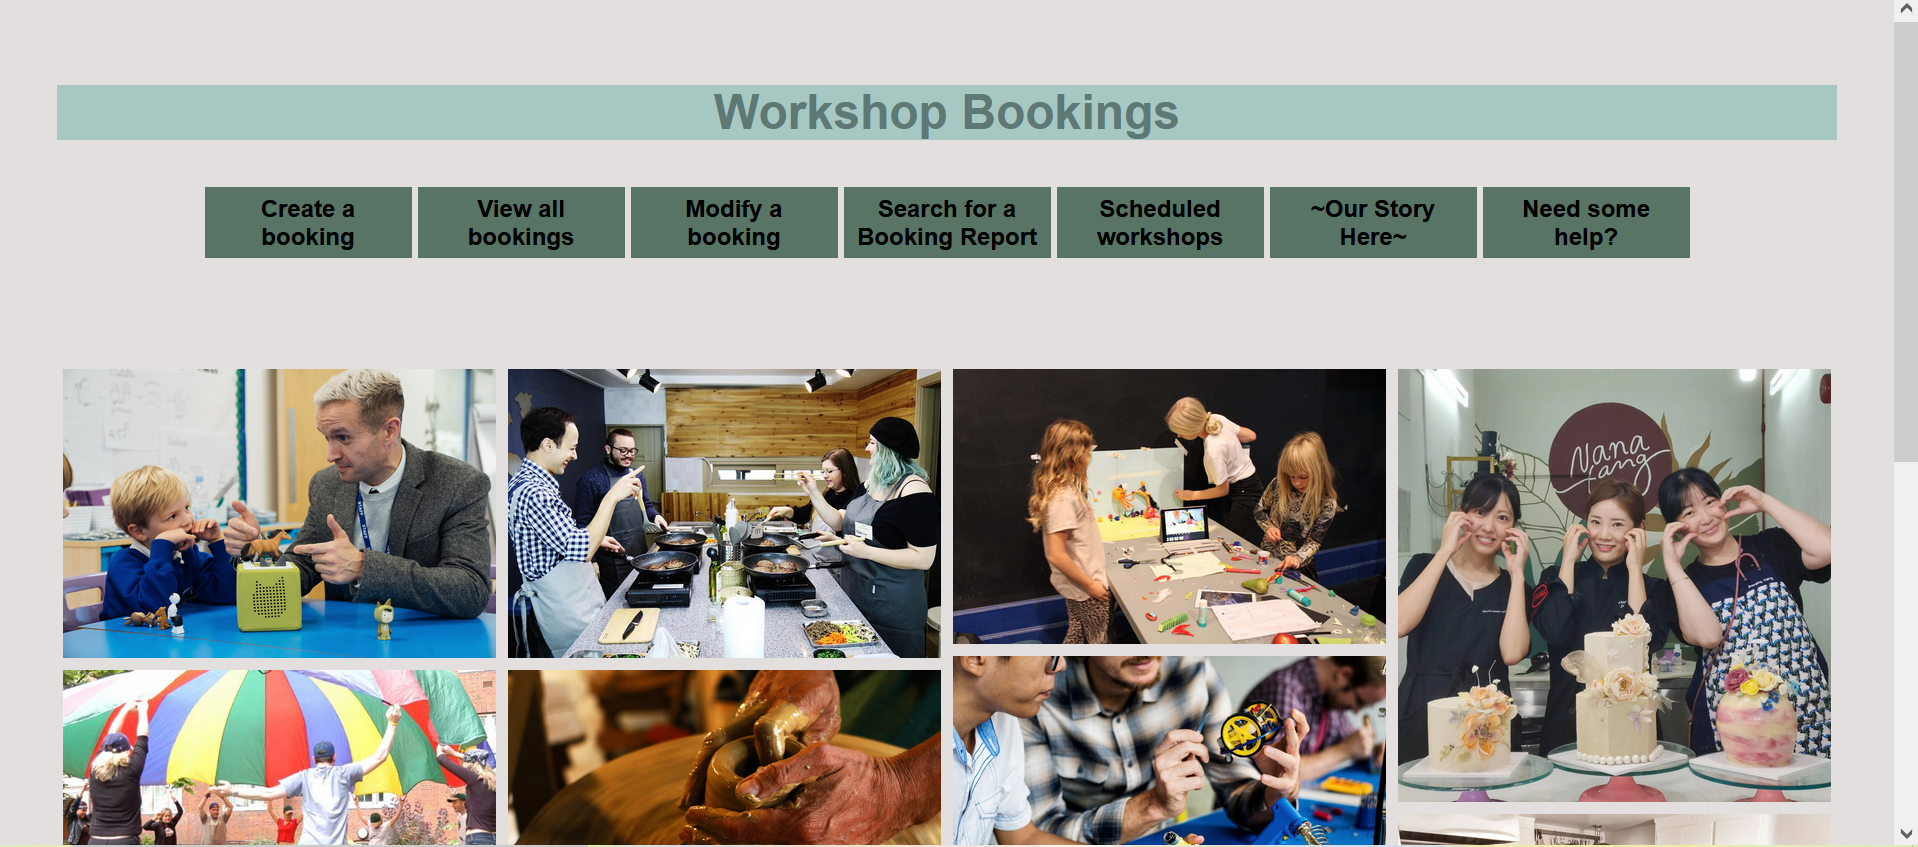 Workshop Bookings
Create a
booking
View all
bookings
Modify a
booking
Search for a
Booking Report
Scheduled
workshops
~Our Story
Here~
Need some
help?
Nana
fang